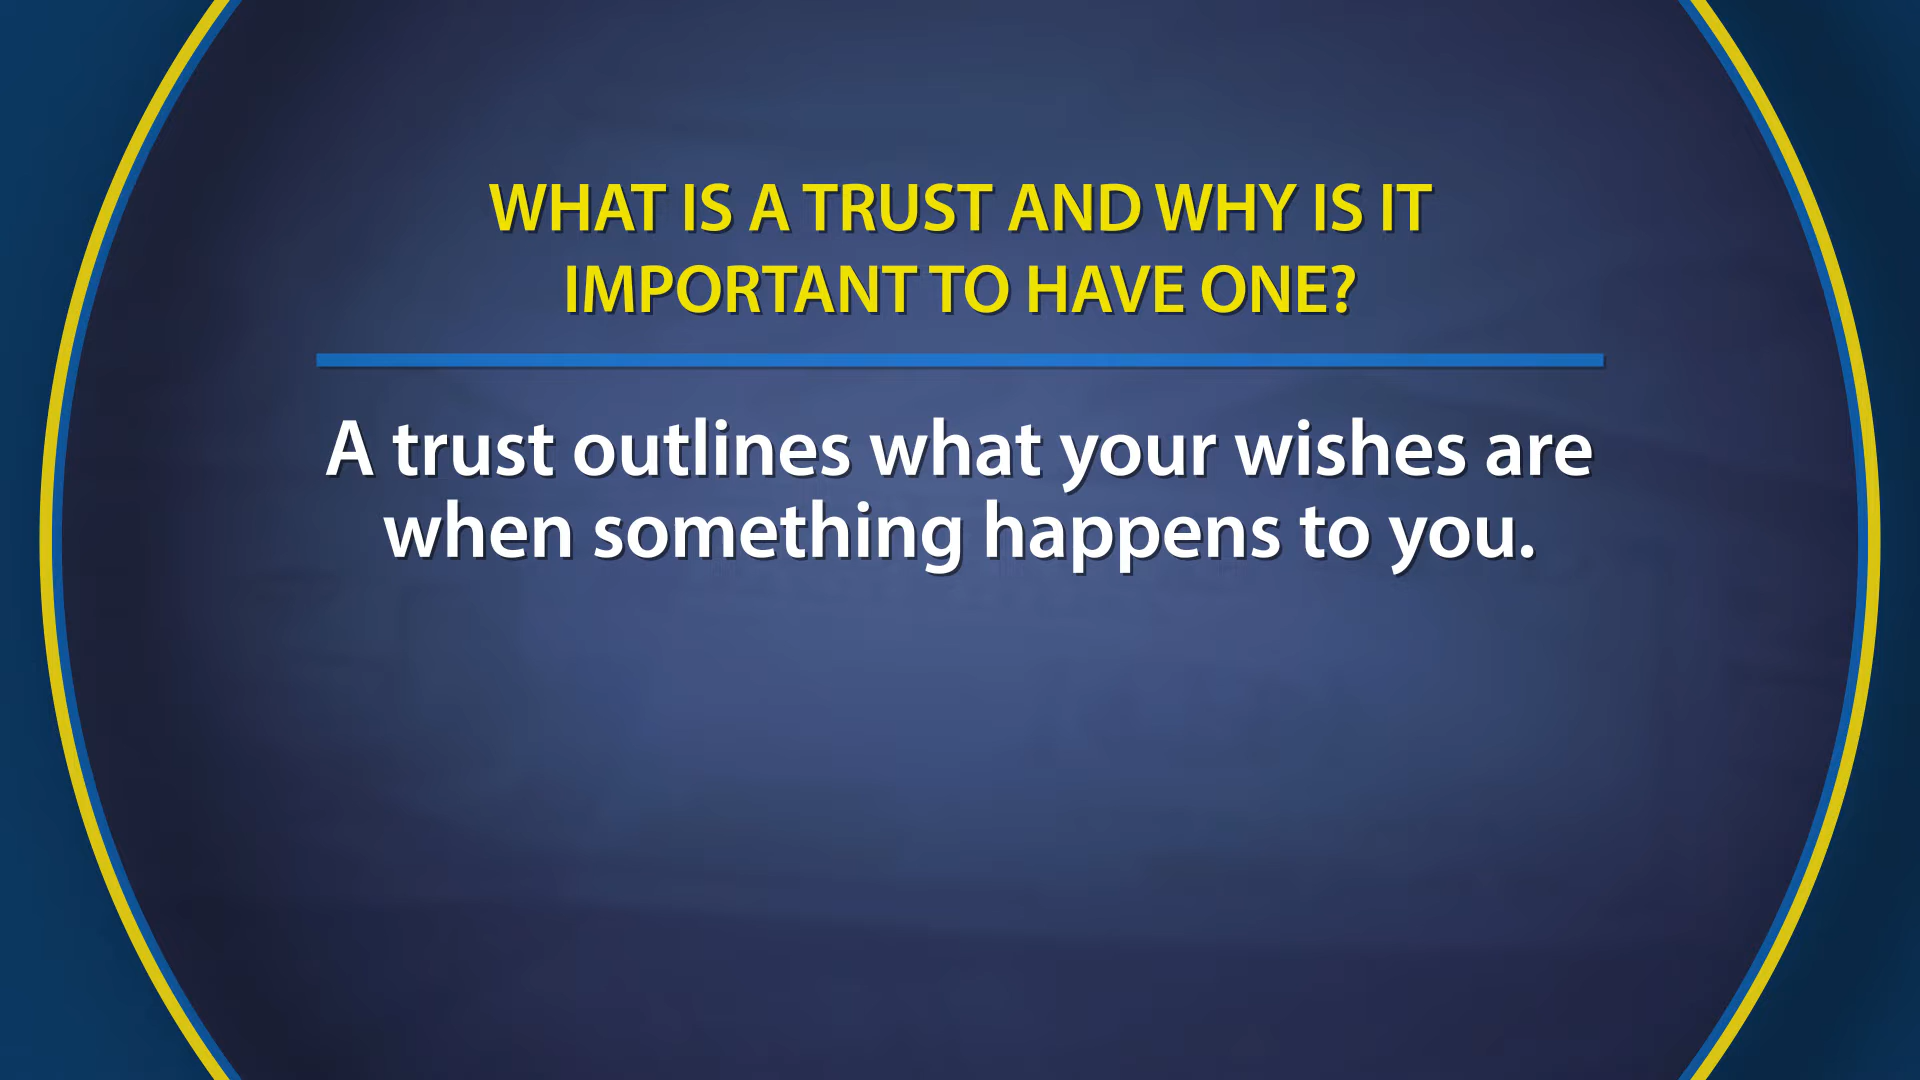 WHAT IS A TRUST AND WHY IS IT
IMPORTANT TO HAVE ONE?
A trust outlines what your wishes are
when something happens to you.